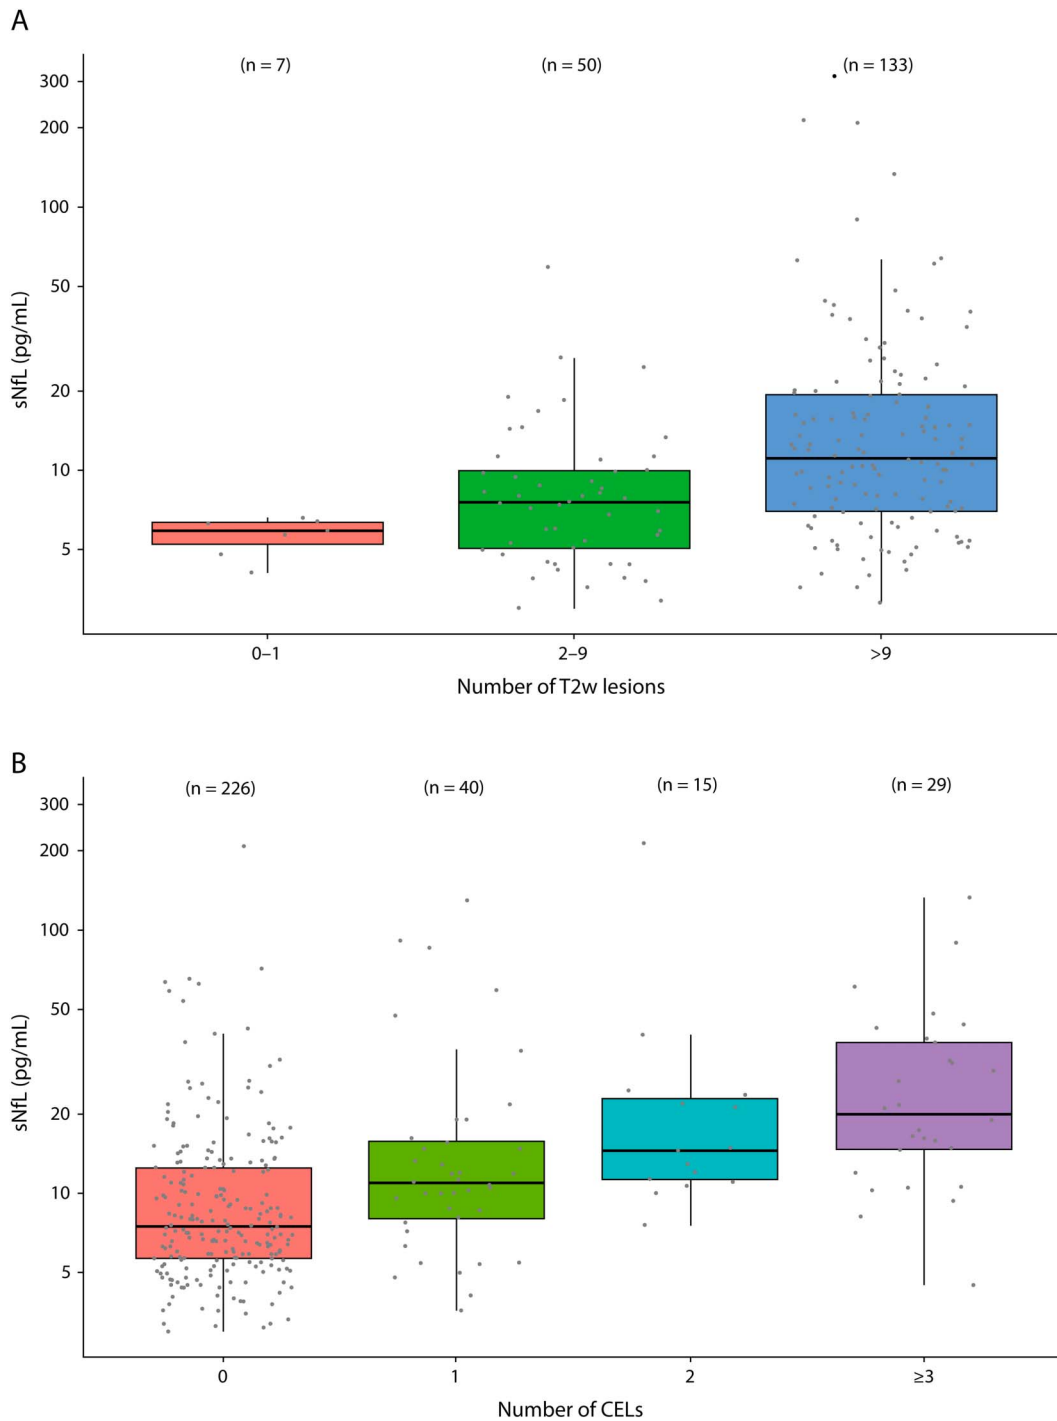 A
(n = 7) (n = 50) (n = 133)
300
200
100
50
20
10
5
sNfL (pg/mL)
0–1 2–9 >9
Number of T2w lesions
B
(n = 226) (n = 40) (n = 15) (n = 29)
300
200
100
50
20
10
5
sNfL (pg/mL)
0 1 2 ≥3
Number of CELs